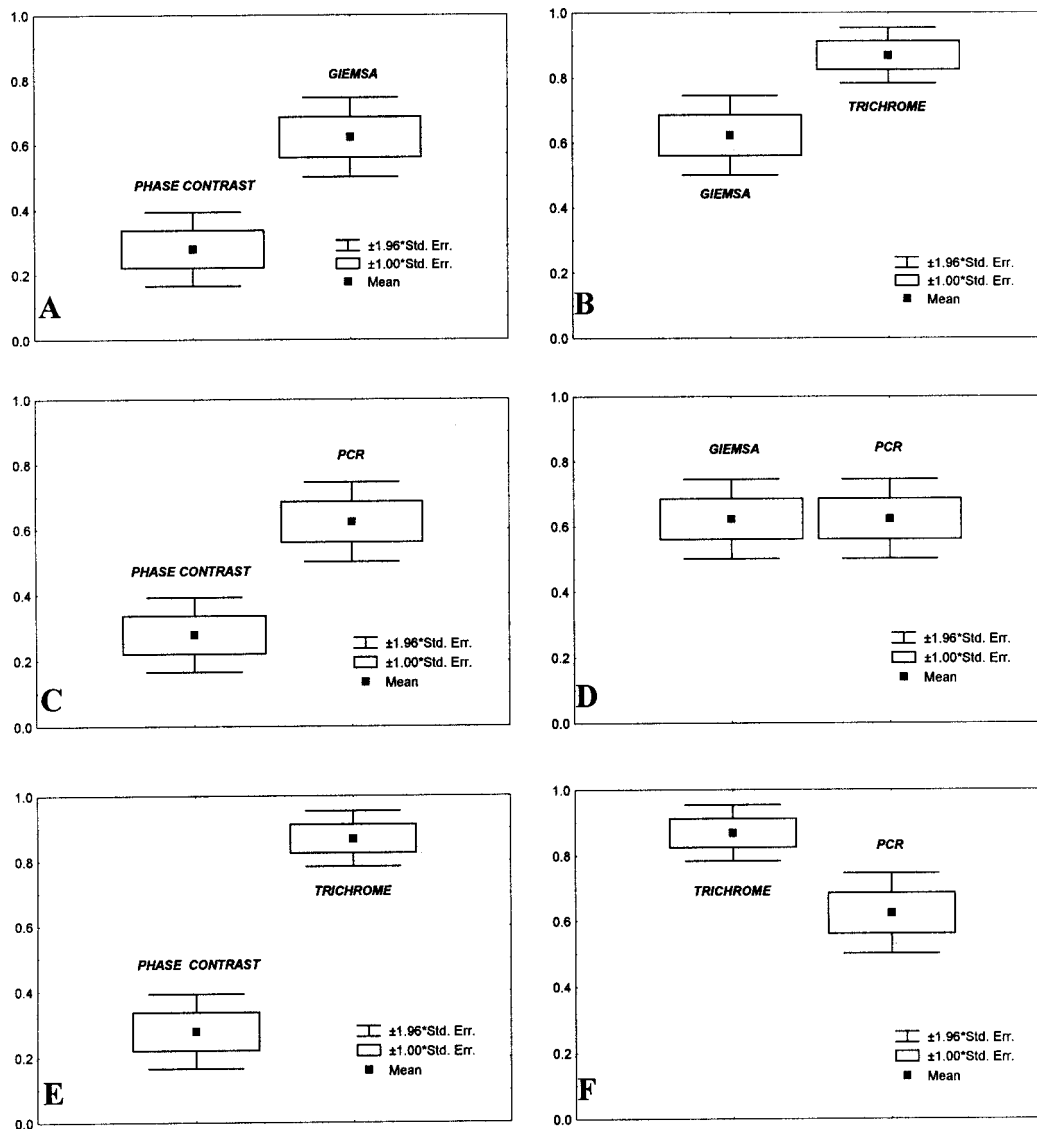 1.0
0.8
0.6
0.4
0.2
0.0
GIEMSA
PHASE CONTRAST
±1.96*Std. Err.
±1.00*Std. Err.
Mean
A
1.0
0.8
0.6
0.4
0.2
0.0
TRICHROME
GIEMSA
±1.96*Std. Err.
±1.00*Std. Err.
Mean
B
1.0
0.8
0.6
0.4
0.2
0.0
PCR
PHASE CONTRAST
±1.96*Std. Err.
±1.00*Std. Err.
Mean
C
1.0
0.8
0.6
0.4
0.2
0.0
GIEMSA
PCR
±1.96*Std. Err.
±1.00*Std. Err.
Mean
D
1.0
0.8
0.6
0.4
0.2
0.0
TRICHROME
PHASE CONTRAST
±1.96*Std. Err.
±1.00*Std. Err.
Mean
E
1.0
0.8
0.6
0.4
0.2
0.0
PCR
TRICHROME
±1.96*Std. Err.
±1.00*Std. Err.
Mean
F